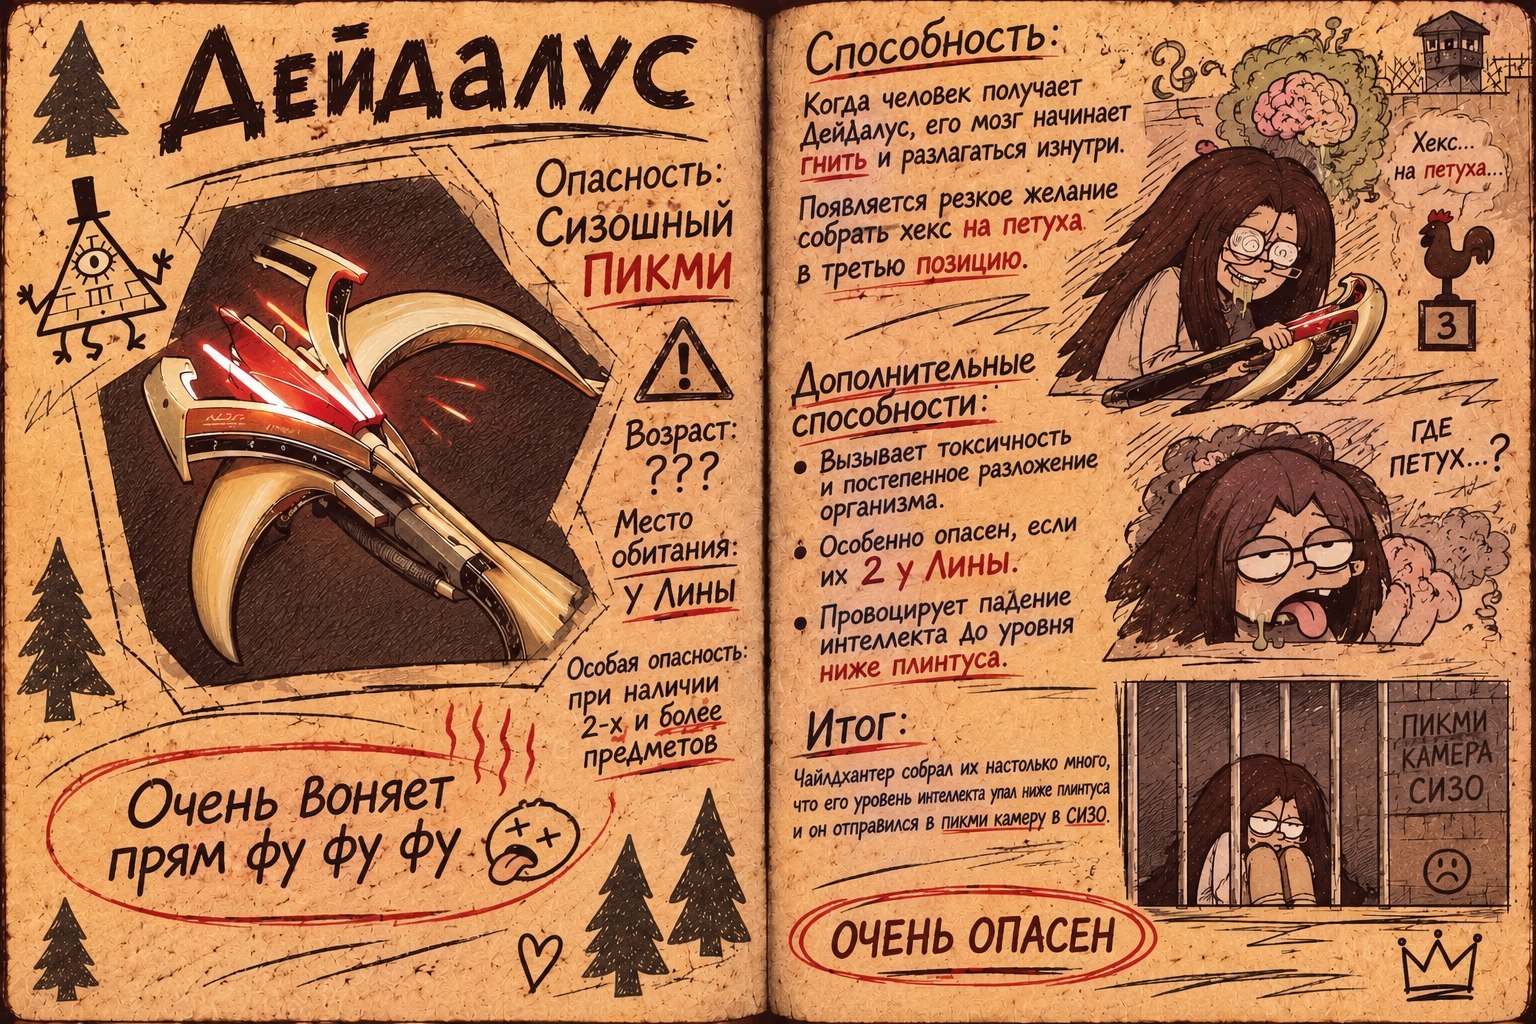 Дейдалус
Опасность:
Сизошный
ПИКМИ
Возраст:
???
Место
обитания:
у Лины
Особая опасность:
при наличии
2-х и более
предметов
Очень воняет
прям фу фу фу
Способность:
Когда человек получает
Дейдалус, его мозг начинает
гнить и разлагаться изнутри.
Появляется резкое желание
собрать хекс на петуха
в третью позицию.
Хекс...
на петуха...
3
Дополнительные
способности:
• Вызывает токсичность
и постепенное разложение
организма.
• Особенно опасен, если
их 2 у Лины.
• Провоцирует падение
интеллекта до уровня
ниже плинтуса.
ГДЕ
ПЕТУХ...?
Итог:
Чайлдхантер собрал их настолько много,
что его уровень интеллекта упал ниже плинтуса
и он отправился в пикми камеру в СИЗО.
ПИКМИ
КАМЕРА
СИЗО
ОЧЕНЬ ОПАСЕН